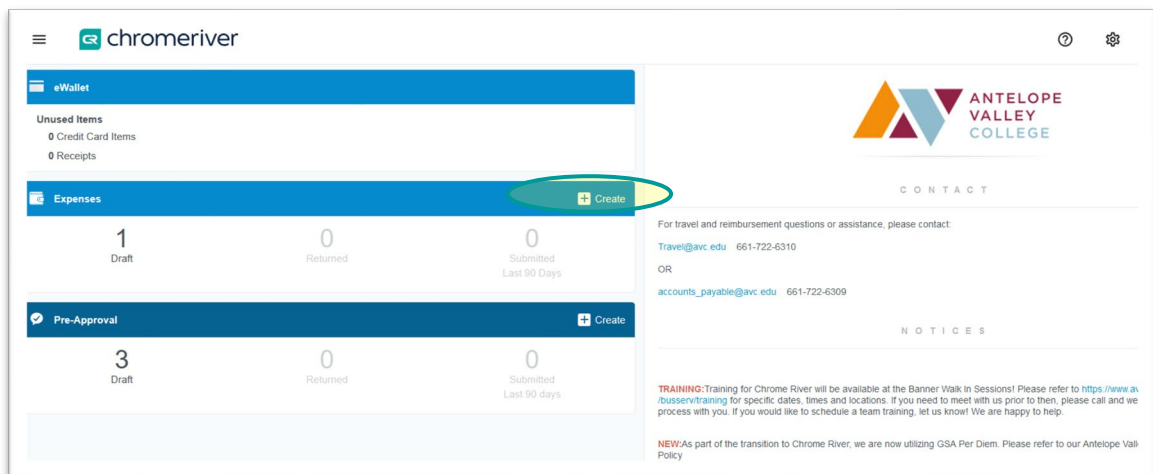 chromeriver
eWallet
Unused Items
0 Credit Card Items
0 Receipts
Expenses
Create
1
0
0
Draft
Returned
Submitted
Last 90 Days
Pre-Approval
Create
3
0
0
Draft
Returned
Submitted
Last 90 days
ANTELOPE
VALLEY
COLLEGE
CONTACT
For travel and reimbursement questions or assistance, please contact:
Travel@avc.edu 661-722-6310
OR
accounts_payable@avc.edu 661-722-6309
NOTICES
TRAINING:Training for Chrome River will be available at the Banner Walk In Sessions! Please refer to https://www.av
/busserv/training for specific dates, times and locations. If you need to meet with us prior to then, please call and we
process with you. If you would like to schedule a team training, let us know! We are happy to help.
NEW:As part of the transition to Chrome River, we are now utilizing GSA Per Diem. Please refer to our Antelope Vall
Policy